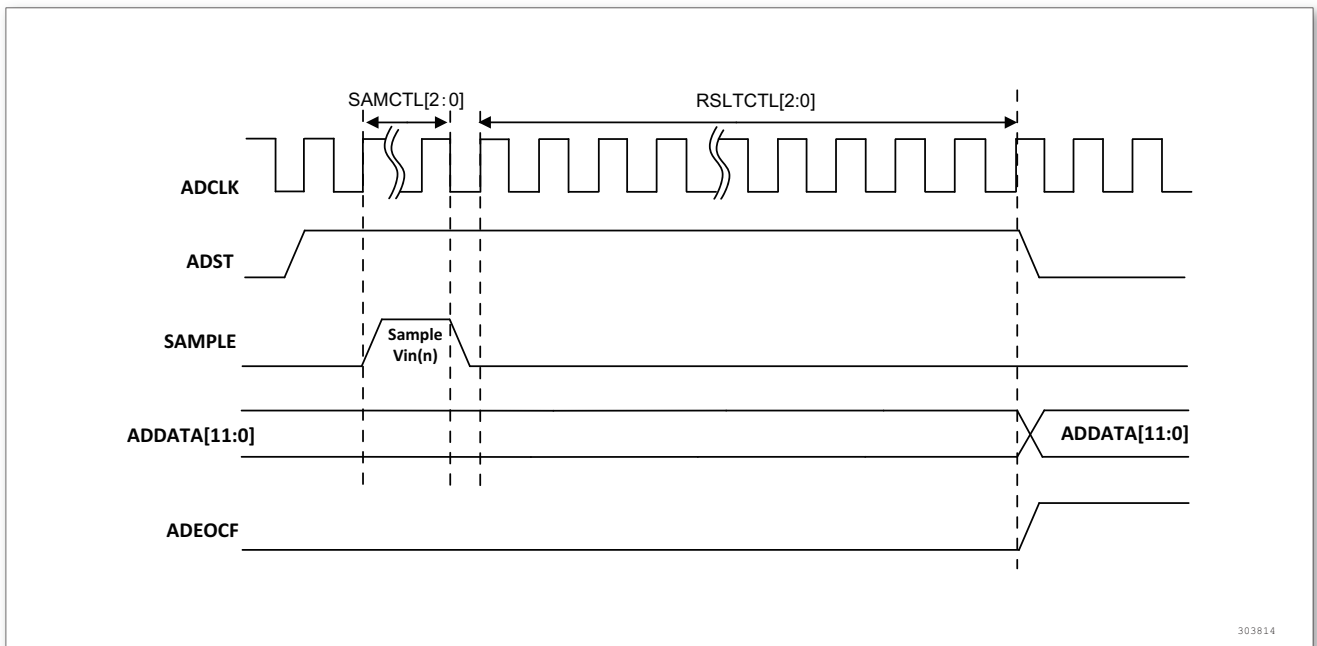 SAMCTL[2:0]
RSLTCTL[2:0]
ADCLK
ADST
SAMPLE
Sample
Vin(n)
ADDATA[11:0]
ADDATA[11:0]
ADEOCF
303814